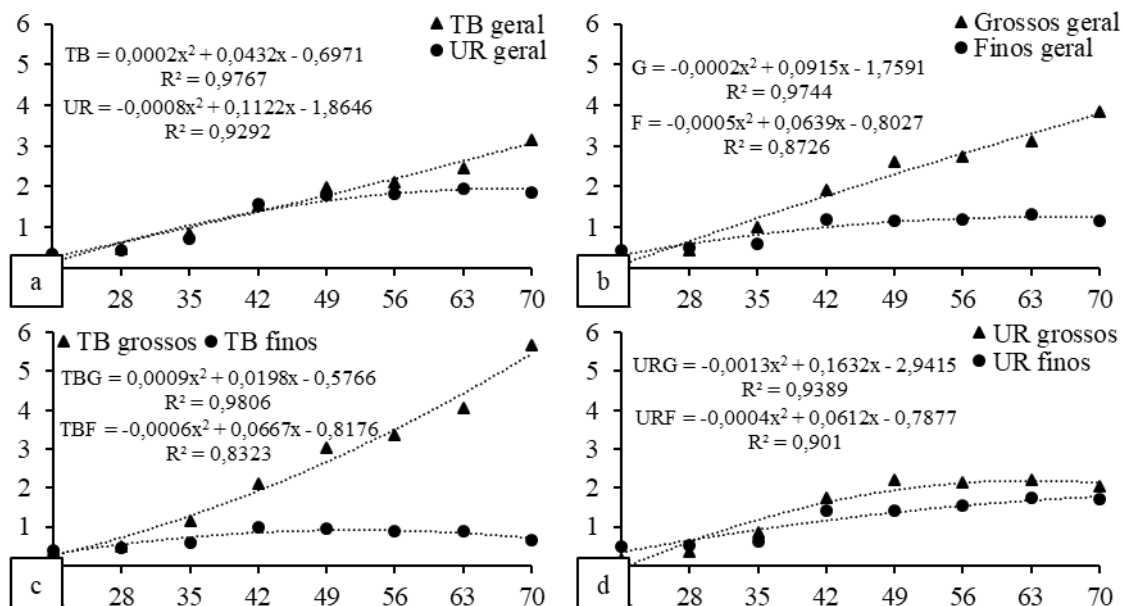 6
5
4
3
2
1
▲ TB geral
● UR geral
TB = 0,0002x² + 0,0432x - 0,6971
R² = 0,9767
UR = -0,0008x² + 0,1122x - 1,8646
R² = 0,9292
a
28 35 42 49 56 63 70
6
5
4
3
2
1
▲ Grossos geral
● Finos geral
G = -0,0002x² + 0,0915x - 1,7591
R² = 0,9744
F = -0,0005x² + 0,0639x - 0,8027
R² = 0,8726
b
28 35 42 49 56 63 70
6
5
4
3
2
1
▲ TB grossos ● TB finos
TBG = 0,0009x² + 0,0198x - 0,5766
R² = 0,9806
TBF = -0,0006x² + 0,0667x - 0,8176
R² = 0,8323
c
28 35 42 49 56 63 70
6
5
4
3
2
1
▲ UR grossos
● UR finos
URG = -0,0013x² + 0,1632x - 2,9415
R² = 0,9389
URF = -0,0004x² + 0,0612x - 0,7877
R² = 0,901
d
28 35 42 49 56 63 70